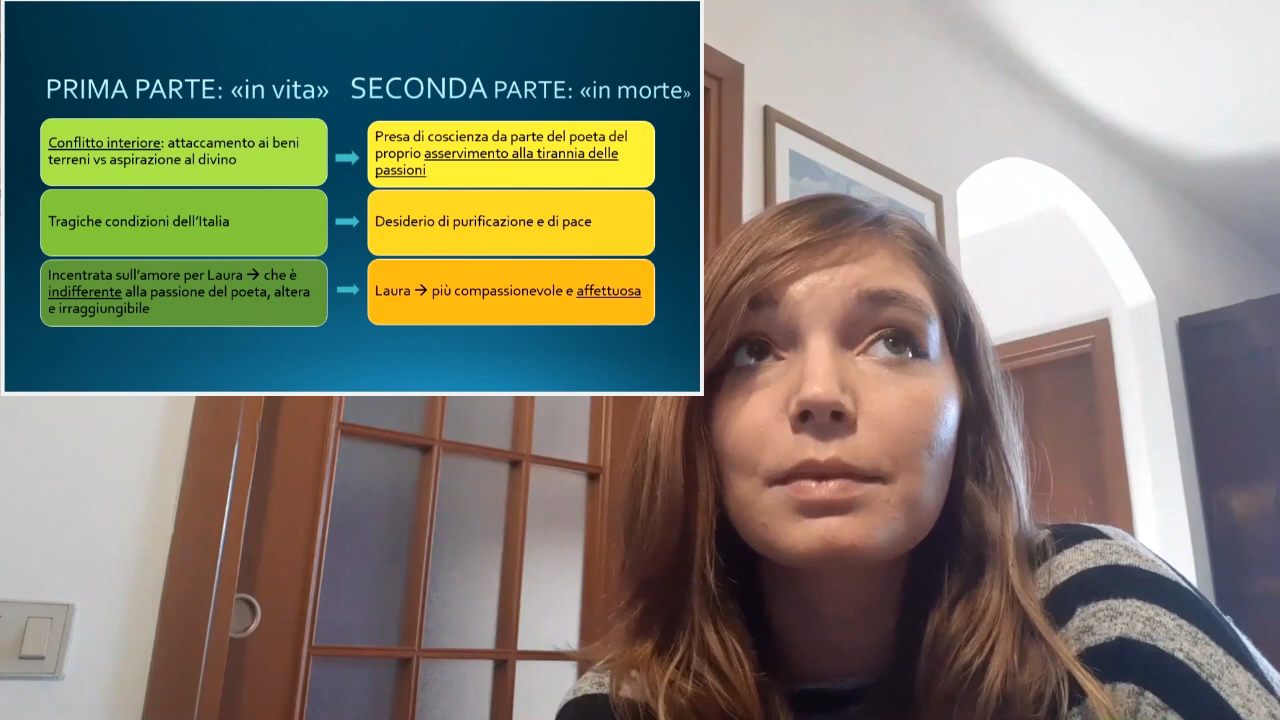 PRIMA PARTE: «in vita»
SECONDA PARTE: «in morte»
Conflitto interiore: attaccamento ai beni
terreni vs aspirazione al divino
Presa di coscienza da parte del poeta del
proprio asservimento alla tirannia delle
passioni
Tragiche condizioni dell'Italia
Desiderio di purificazione e di pace
Incentrata sull'amore per Laura → che è
indifferente alla passione del poeta, altera
e irraggiungibile
Laura → più compassionevole e affettuosa